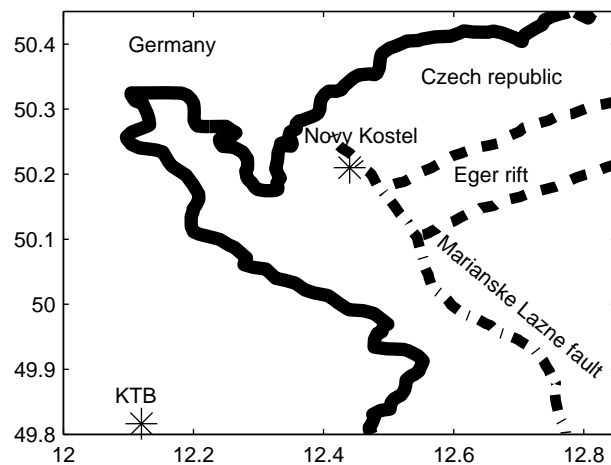 50.4
Germany
Czech republic
50.3
Novy Kostel
50.2
Eger rift
50.1
Marianske Lazne fault
50
49.9
KTB
49.8
12
12.2
12.4
12.6
12.8